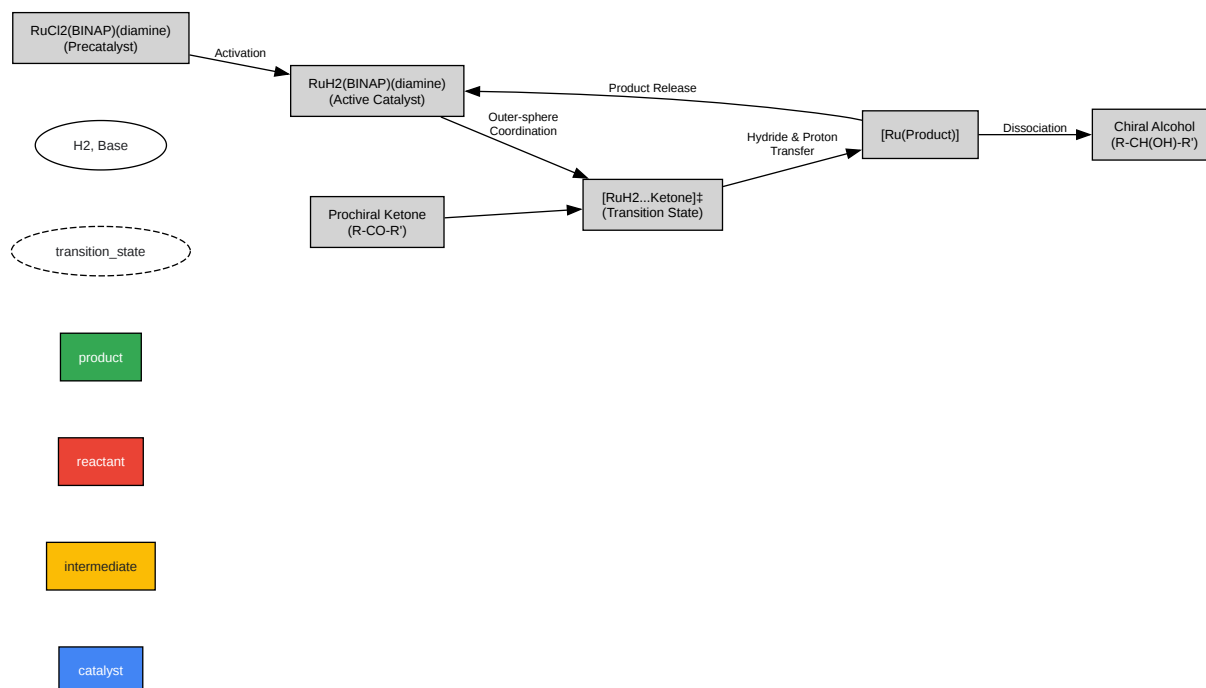 RuCl2(BINAP)(diamine)
(Precatalyst)
Activation
RuH2(BINAP)(diamine)
(Active Catalyst)
Product Release
Outer-sphere
Coordination
Hydride & Proton
Transfer
[Ru(Product)]
Dissociation
Chiral Alcohol
(R-CH(OH)-R')
H2, Base
[RuH2...Ketone]‡
(Transition State)
Prochiral Ketone
(R-CO-R')
transition_state
product
reactant
intermediate
catalyst